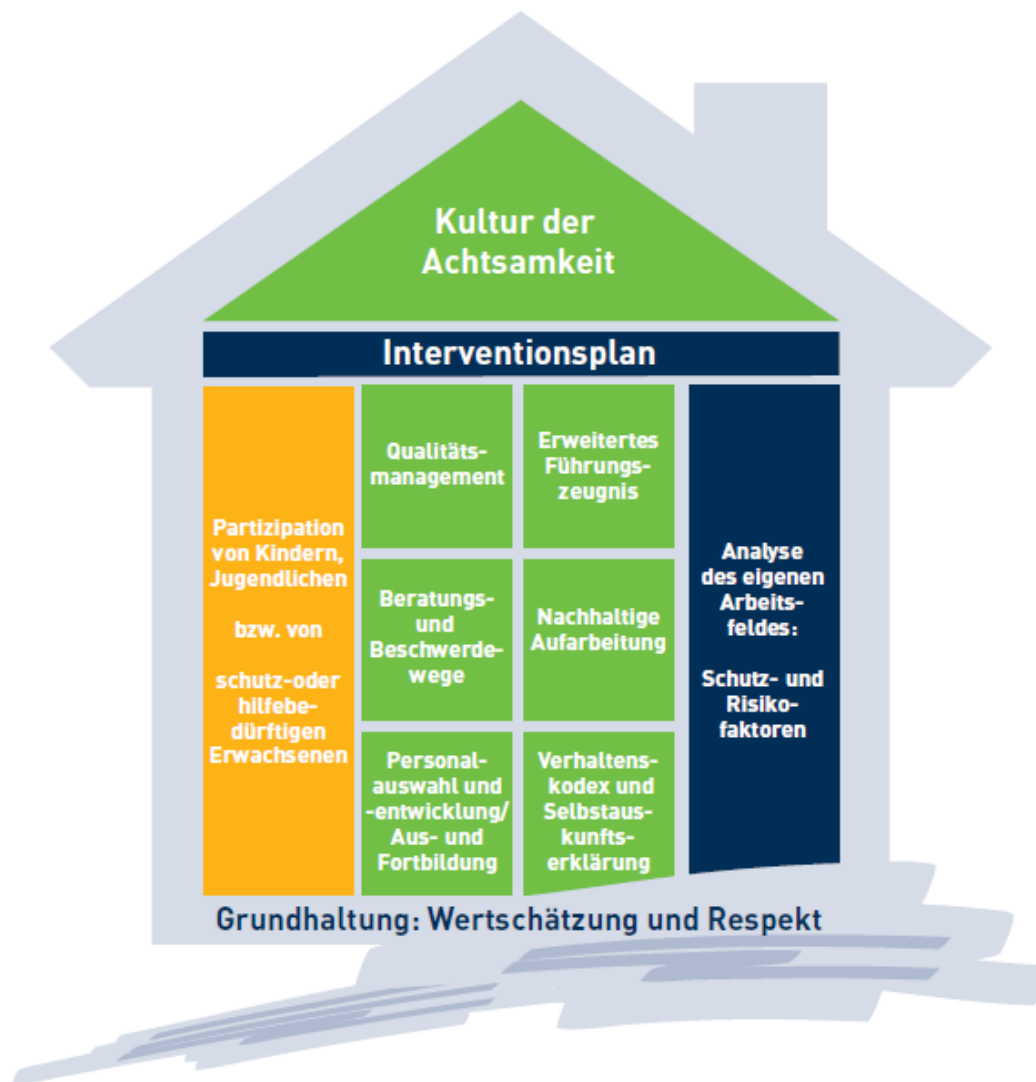 Kultur der
Achtsamkeit
Interventionsplan
Partizipation
von Kindern,
Jugendlichen
bzw. von
schutz-oder
hilfebe-
dürftigen
Erwachsenen
Qualitäts-
management
Erweitertes
Führungs-
zeugnis
Beratungs-
und
Beschwerde-
wege
Nachhaltige
Aufarbeitung
Personal-
auswahl und
-entwicklung/
Aus- und
Fortbildung
Verhaltens-
kodex und
Selbstaus-
kunfts-
erklärung
Analyse
des eigenen
Arbeits-
feldes:
Schutz- und
Risiko-
faktoren
Grundhaltung: Wertschätzung und Respekt